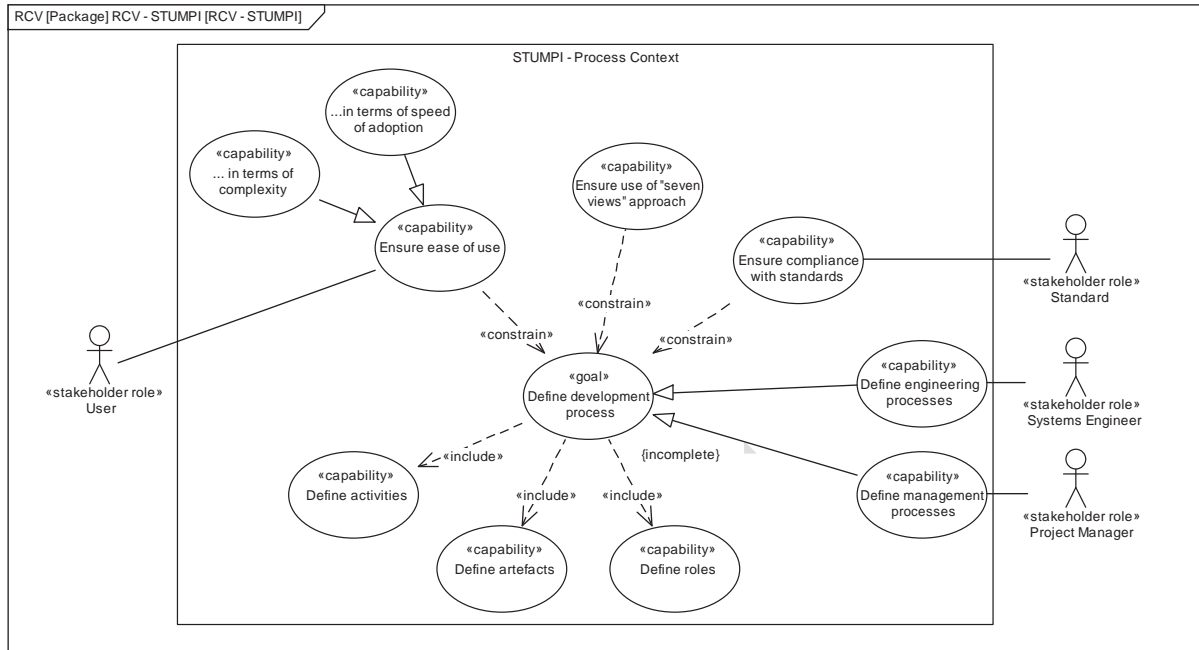 RCV [Package] RCV - STUMPI [RCV - STUMPI]
STUMPI - Process Context
«capability»
...in terms of speed
of adoption
«capability»
... in terms of
complexity
«capability»
Ensure use of "seven
views" approach
«capability»
Ensure ease of use
«capability»
Ensure compliance
with standards
«stakeholder role»
Standard
«constrain»
«constrain»
«constrain»
«stakeholder role»
User
«goal»
Define development
process
«capability»
Define engineering
processes
«stakeholder role»
Systems Engineer
«include»
{incomplete}
«capability»
Define activities
«include»
«include»
«capability»
Define management
processes
«stakeholder role»
Project Manager
«capability»
Define artefacts
«capability»
Define roles